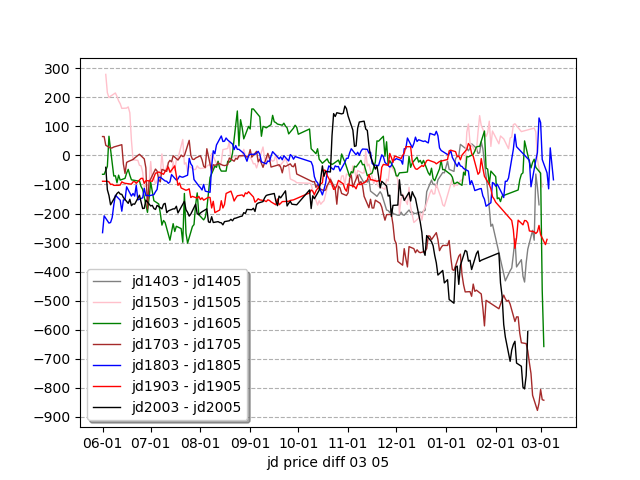 300
200
100
0
−100
−200
−300
−400
−500
−600
−700
−800
−900
jd1403 - jd1405
jd1503 - jd1505
jd1603 - jd1605
jd1703 - jd1705
jd1803 - jd1805
jd1903 - jd1905
jd2003 - jd2005
06-01 07-01 08-01 09-01 10-01 11-01 12-01 01-01 02-01 03-01
jd price diff 03 05